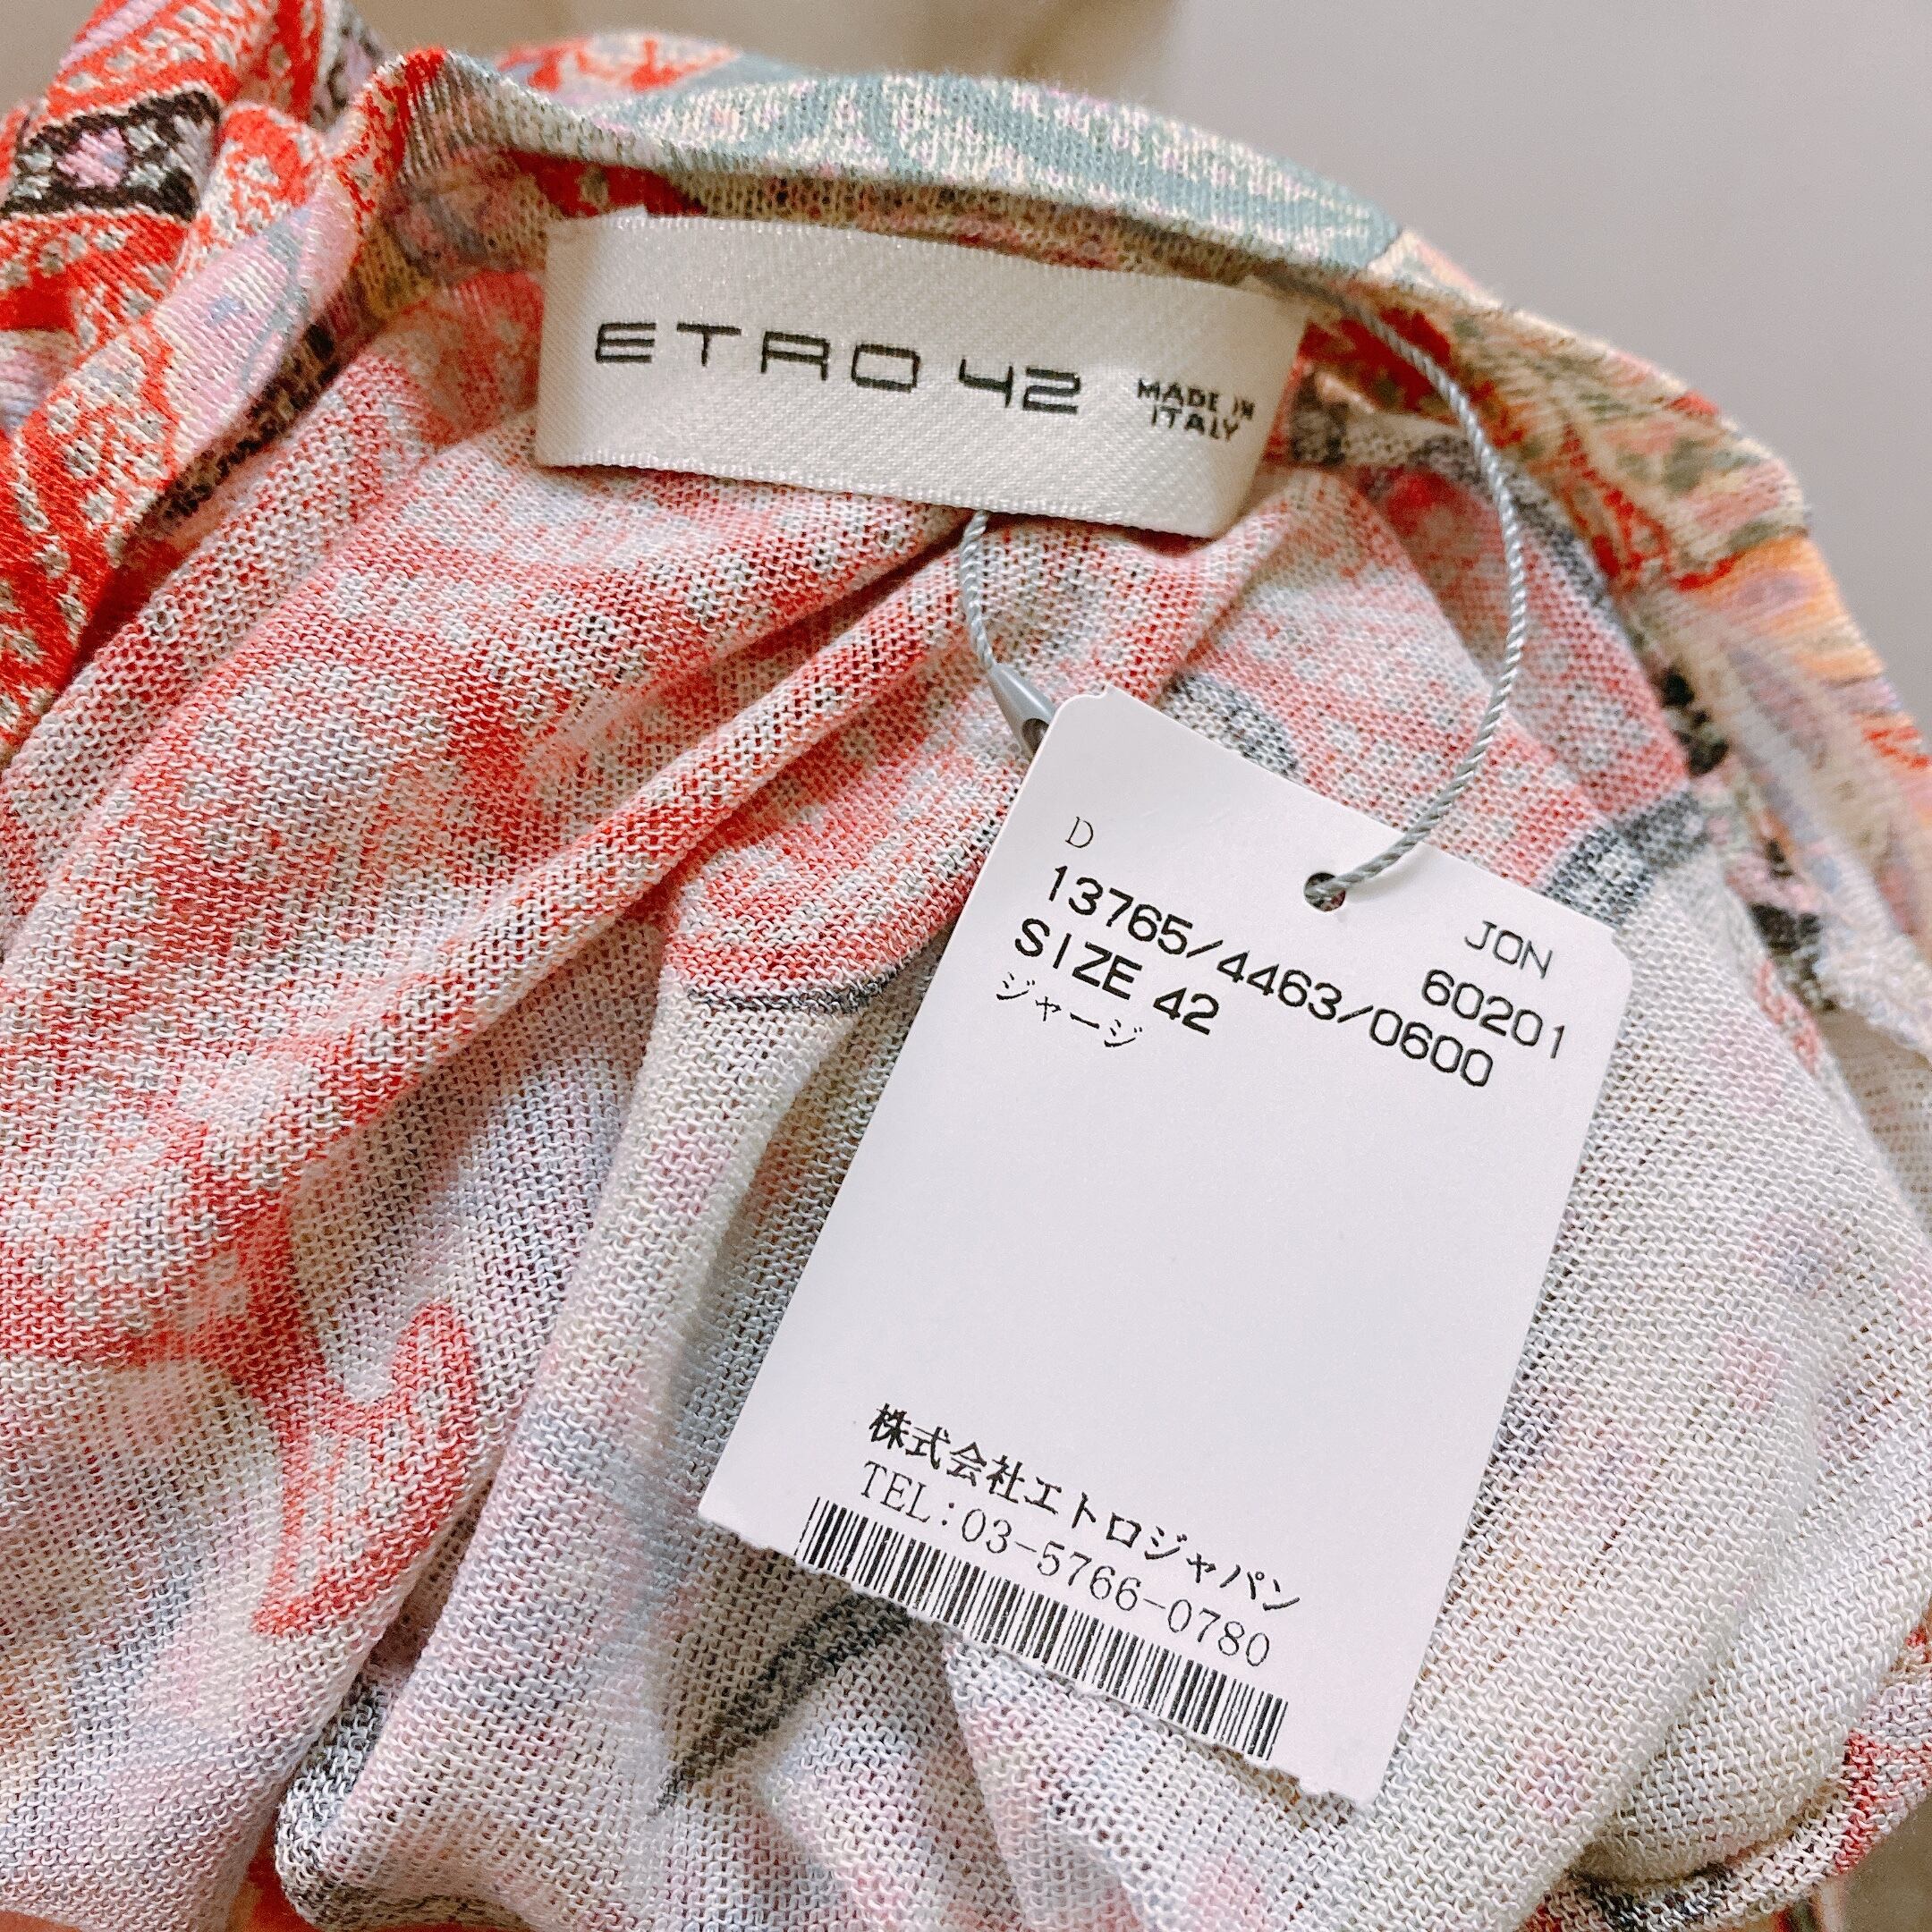 ETRO 42 MADE IN
ITALY
D
JON
13765/4463/0600
60201
SIZE 42
ジャージ
株式会社エトロジャパン
TEL:03-5766-0780